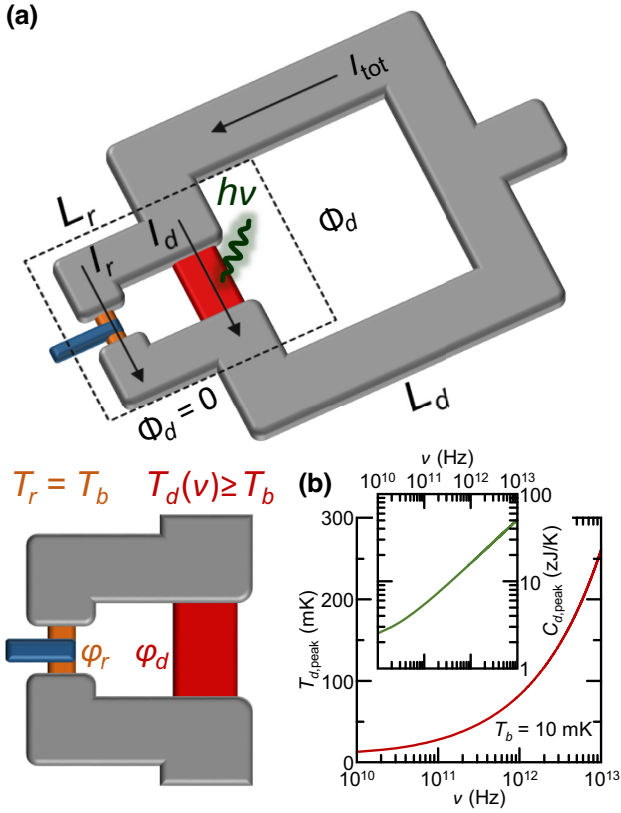 (a)
I_tot
hν
L_r
I_d
Φ_d
I_r
Φ_d = 0
L_d
T_r = T_b
T_d(ν) ≥ T_b
φ_r
φ_d
(b)
ν (Hz)
10^10 10^11 10^12 10^13
100
10
1
C_d,peak (zJ/K)
300
200
100
0
T_d,peak (mK)
T_b = 10 mK
10^10 10^11 10^12 10^13
ν (Hz)